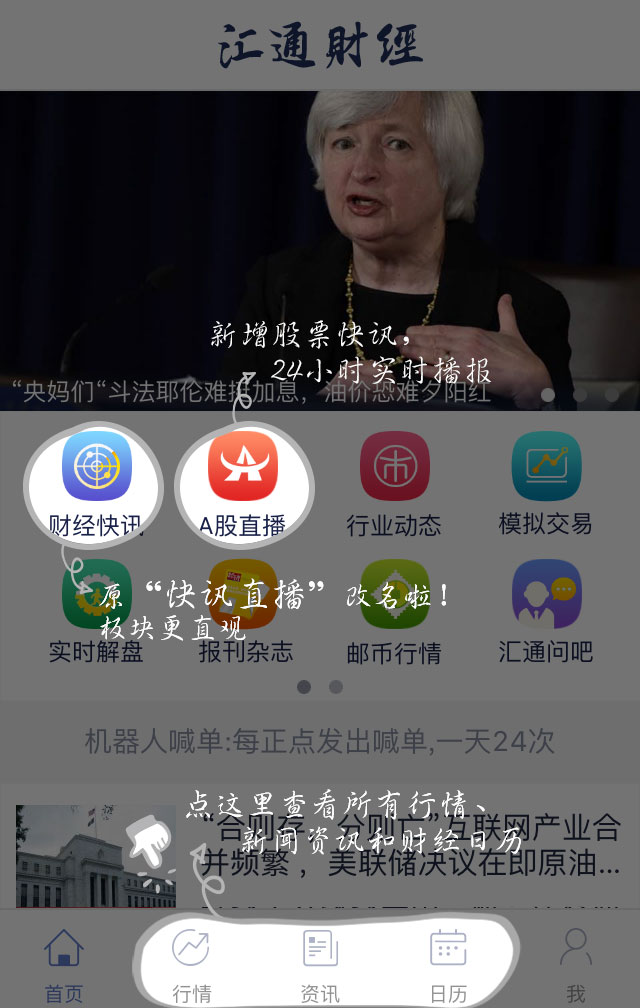 汇通财經
新增股票快讯，
24小时实时播报
“央妈们“斗法耶伦难提加息，油价恐难夕阳红
财经快讯
A股直播
行业动态
模拟交易
原“快讯直播”改名啦！
板块更直观
实时解盘
报刊杂志
邮币行情
汇通问吧
机器人喊单:每正点发出喊单,一天24次
点这里查看所有行情、
新闻资讯和财经日历
“合则存，分则亡”互联网产业合
并频繁，美联储决议在即原油...
首页
行情
资讯
日历
我